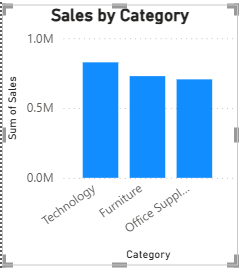 Sales by Category
1.0M
0.5M
0.0M
Sum of Sales
Technology
Furniture
Office Suppl...
Category